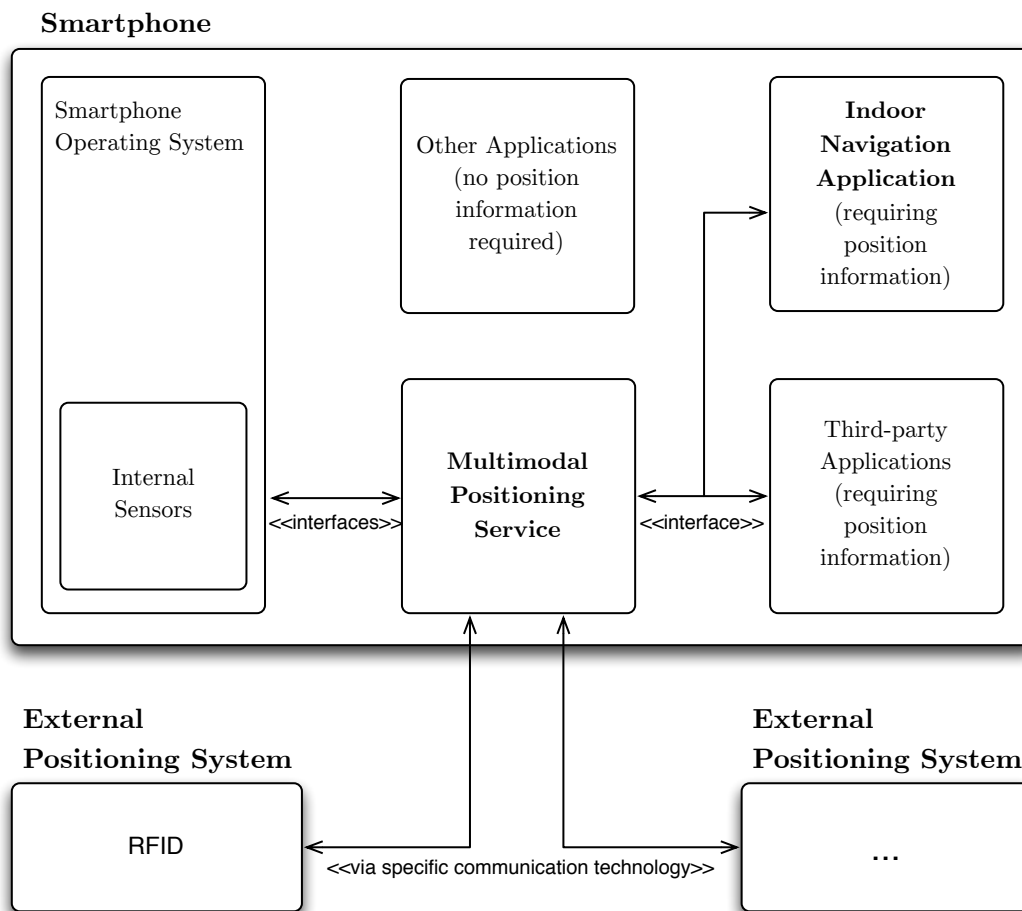 Smartphone
Smartphone
Operating System
Internal
Sensors
Other Applications
(no position
information
required)
Indoor
Navigation
Application
(requiring
position
information)
<<interfaces>>
Multimodal
Positioning
Service
<<interface>>
Third-party
Applications
(requiring
position
information)
External
Positioning System
RFID
<<via specific communication technology>>
External
Positioning System
...